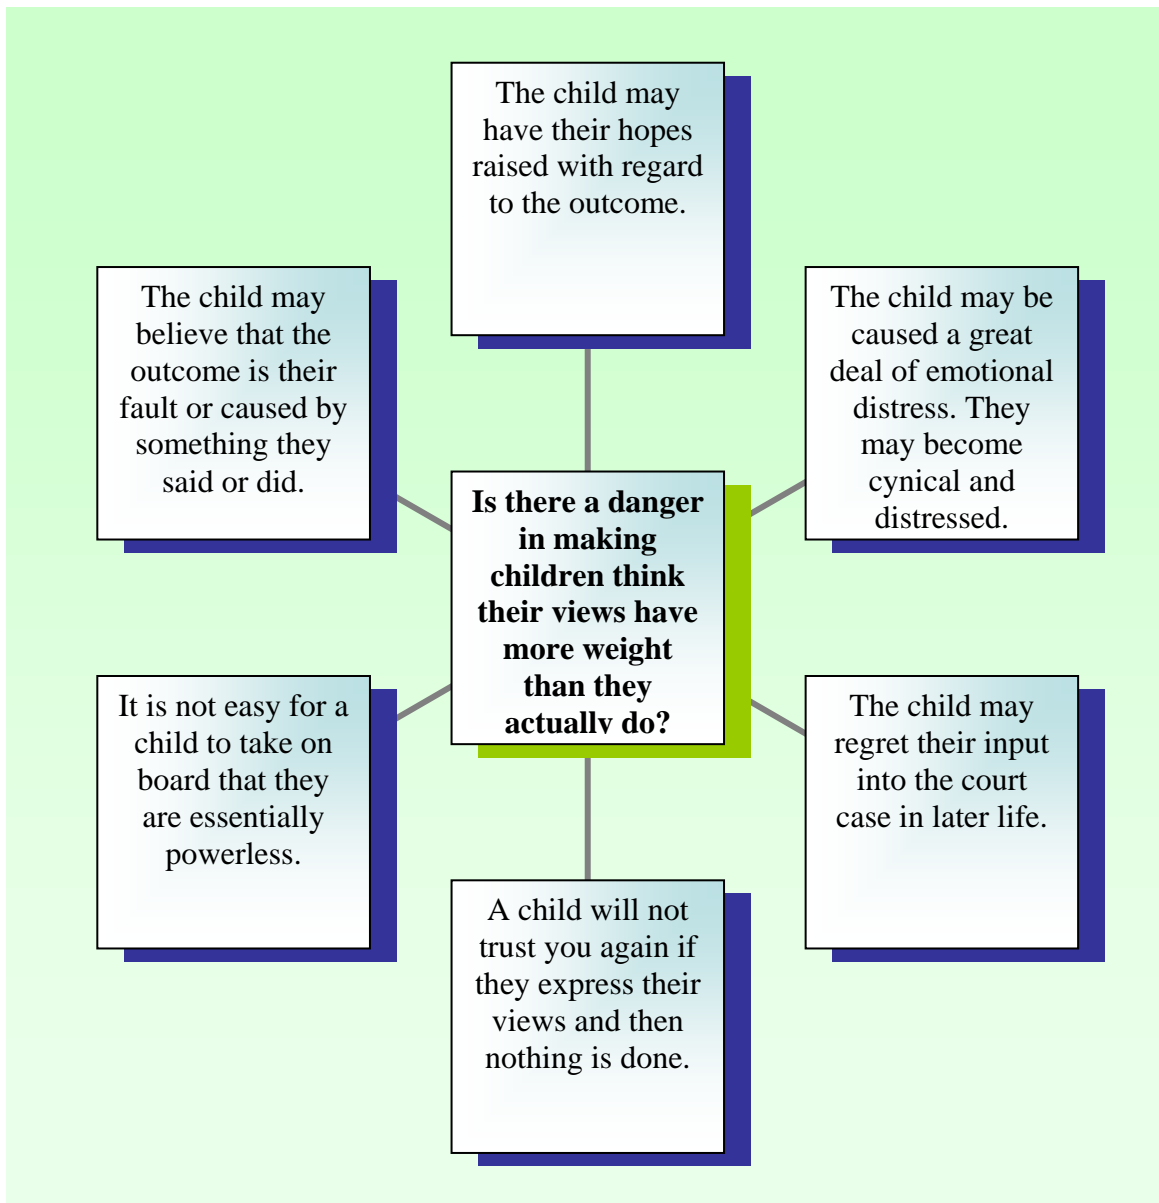 The child may
have their hopes
raised with regard
to the outcome.
The child may
believe that the
outcome is their
fault or caused by
something they
said or did.
The child may be
caused a great
deal of emotional
distress. They
may become
cynical and
distressed.
Is there a danger
in making
children think
their views have
more weight
than they
actually do?
It is not easy for a
child to take on
board that they
are essentially
powerless.
The child may
regret their input
into the court
case in later life.
A child will not
trust you again if
they express their
views and then
nothing is done.